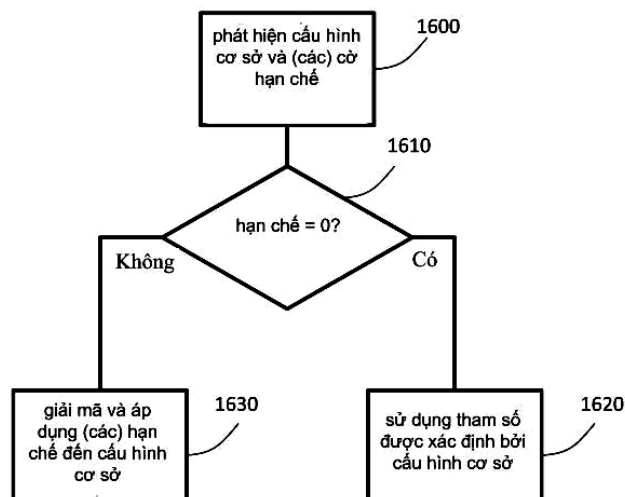 phát hiện cấu hình
cơ sở và (các) cờ
hạn chế
1600
1610
hạn chế = 0?
Không
Có
giải mã và áp
dụng (các) hạn
chế đến cấu hình
cơ sở
1630
sử dụng tham số
được xác định bởi
cấu hình cơ sở
1620